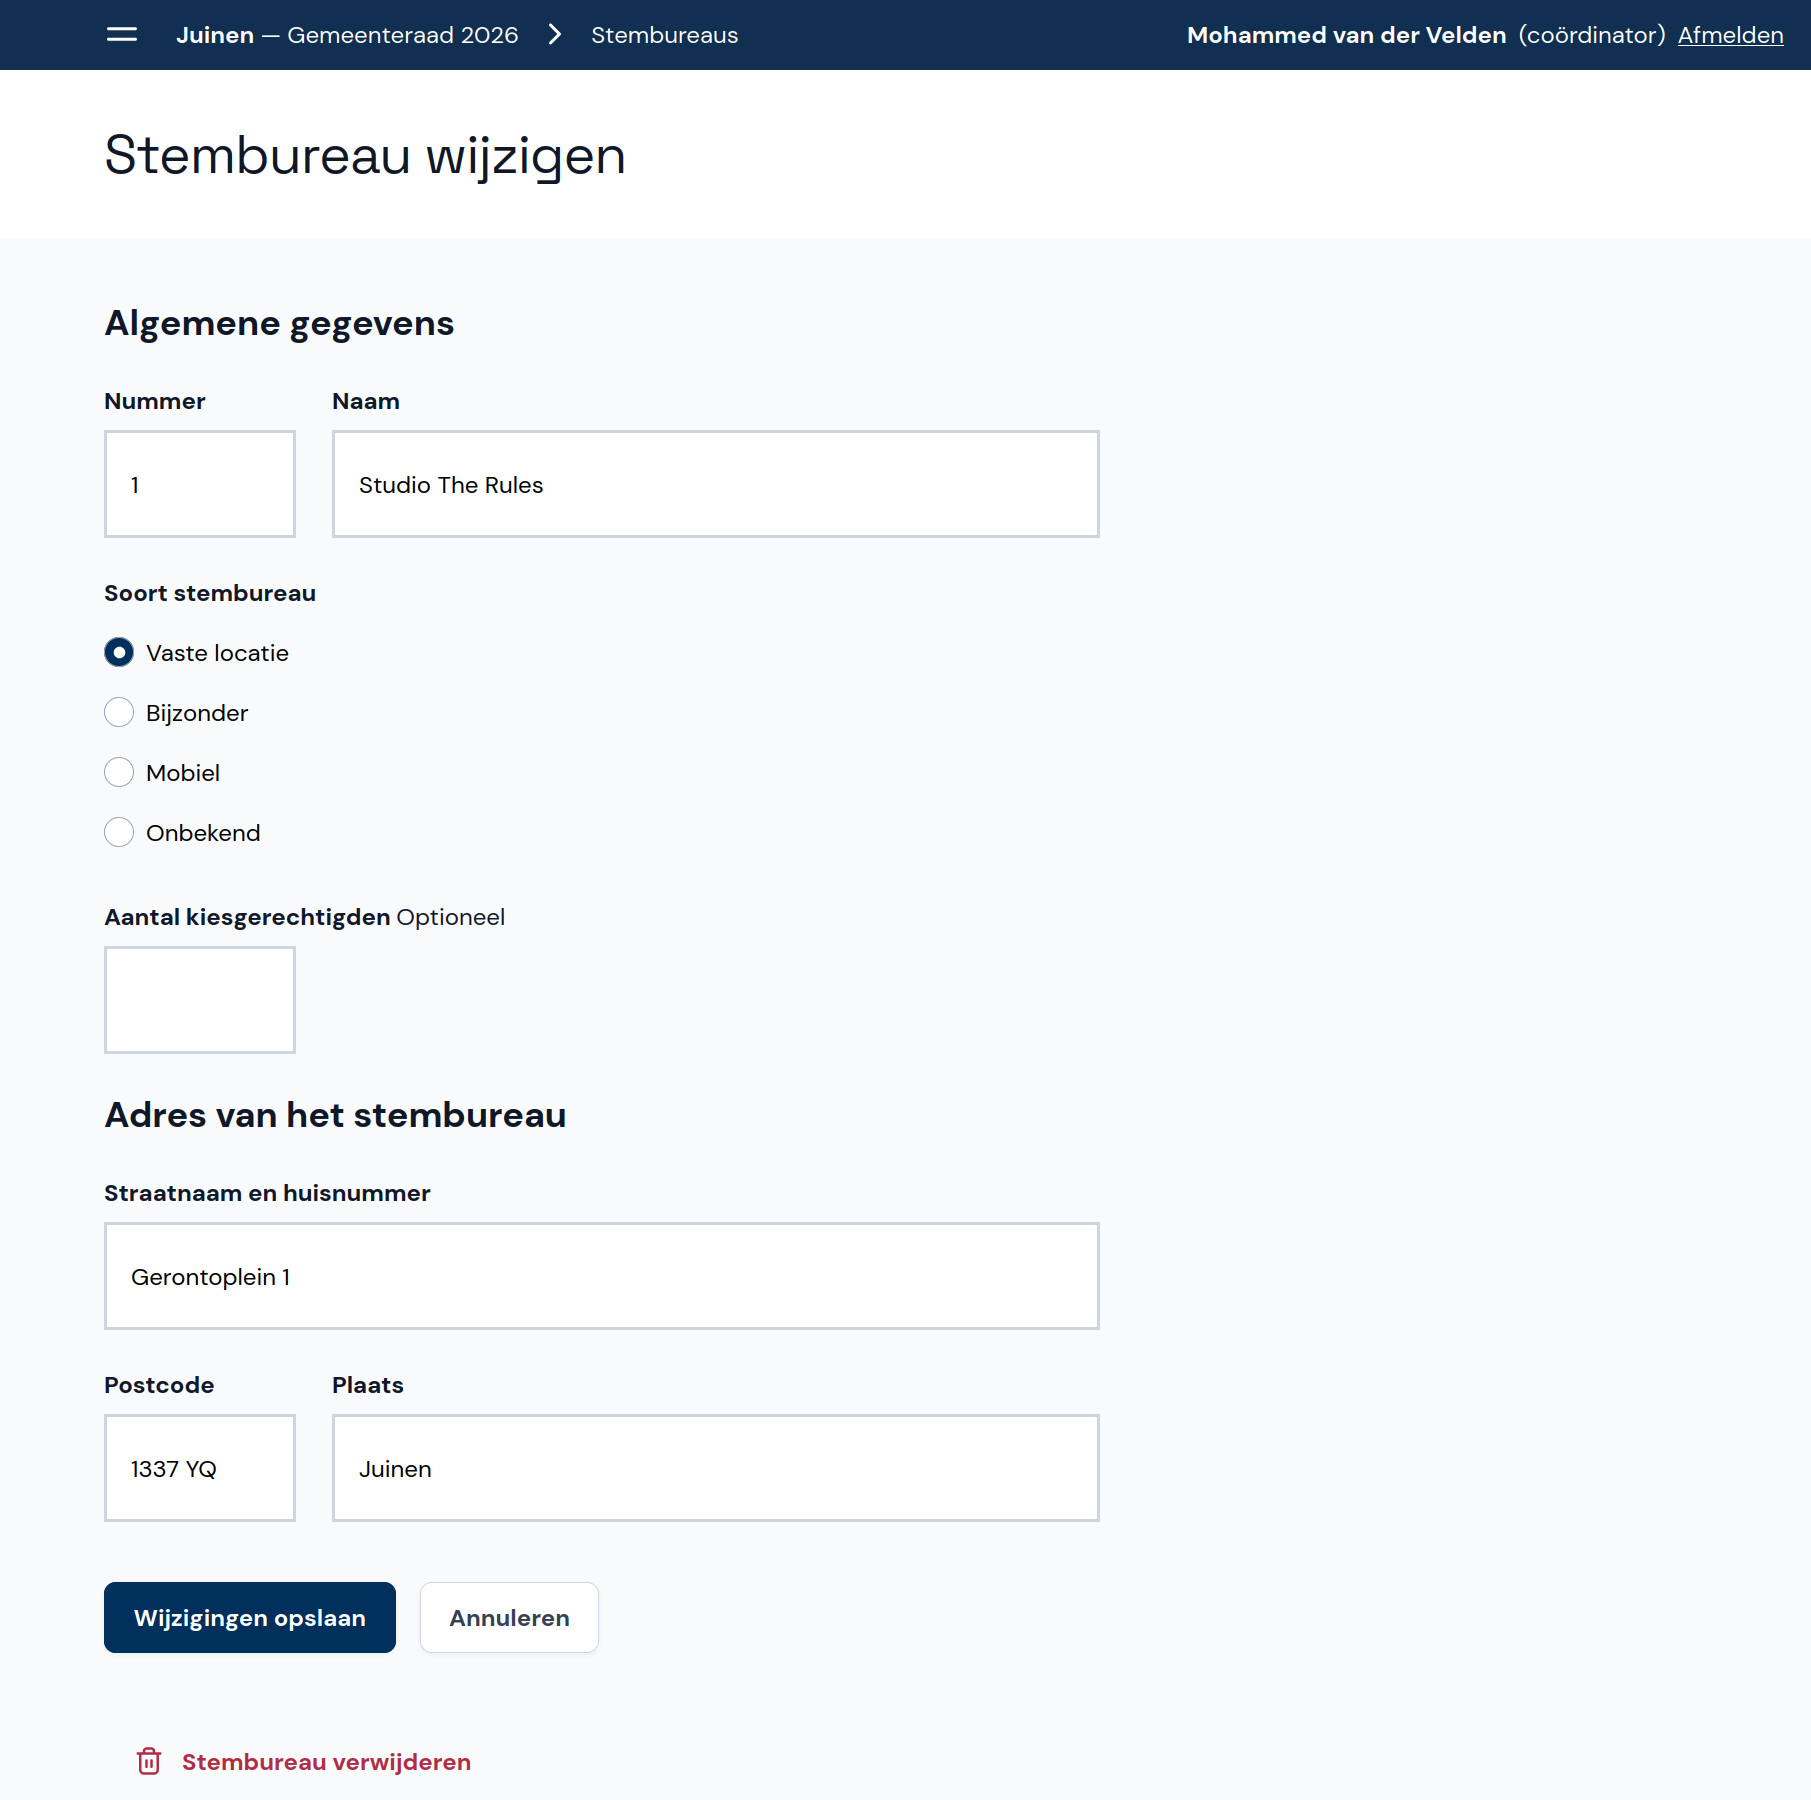 Juinen — Gemeenteraad 2026 Stembureaus Mohammed van der Velden (coördinator) Afmelden
Stembureau wijzigen
Algemene gegevens
Nummer Naam
1 Studio The Rules
Soort stembureau
Vaste locatie
Bijzonder
Mobiel
Onbekend
Aantal kiesgerechtigden Optioneel
Adres van het stembureau
Straatnaam en huisnummer
Gerontoplein 1
Postcode Plaats
1337 YQ Juinen
Wijzigingen opslaan Annuleren
Stembureau verwijderen